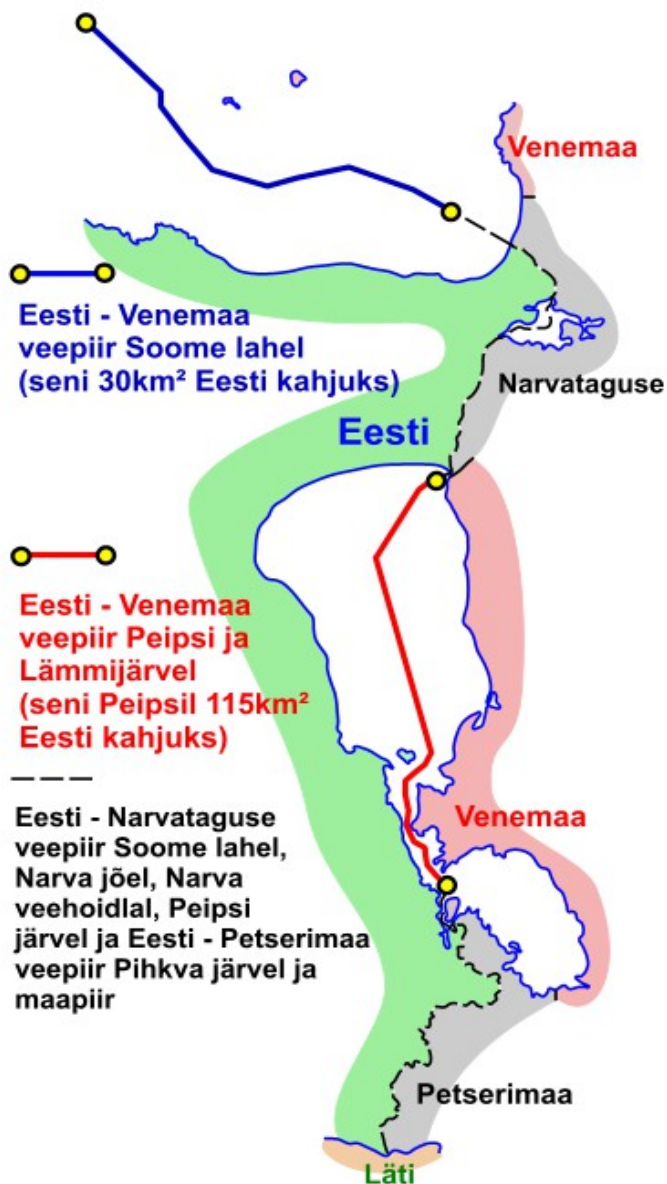 Venemaa
Eesti - Venemaa
veepiir Soome lahel
(seni 30km² Eesti kahjuks)
Narvataguse
Eesti
Eesti - Venemaa
veepiir Peipsi ja
Lämmijärvel
(seni Peipsil 115km²
Eesti kahjuks)
Venemaa
Eesti - Narvataguse
veepiir Soome lahel,
Narva jõel, Narva
veehoidlal, Peipsi
järvel ja Eesti - Petserimaa
veepiir Pihkva järvel ja
maapiir
Petserimaa
Läti